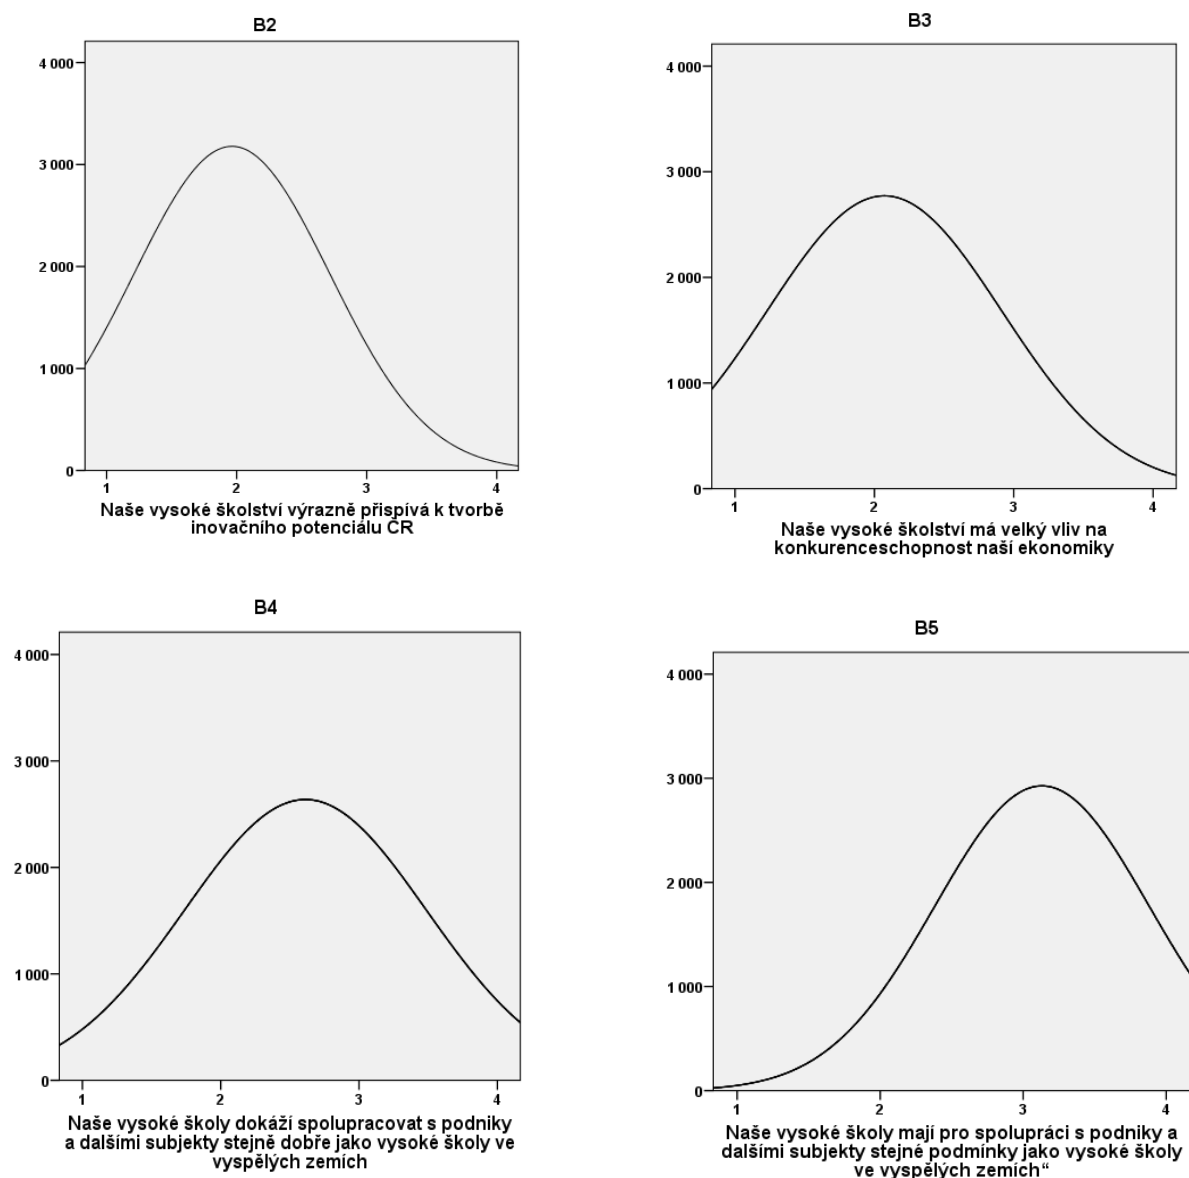 B2
4 000
3 000
2 000
1 000
0
1 2 3 4
Naše vysoké školství výrazně přispívá k tvorbě
inovačního potenciálu ČR
B3
4 000
3 000
2 000
1 000
0
1 2 3 4
Naše vysoké školství má velký vliv na
konkurenceschopnost naší ekonomiky
B4
4 000
3 000
2 000
1 000
0
1 2 3 4
Naše vysoké školy dokáží spolupracovat s podniky
a dalšími subjekty stejně dobře jako vysoké školy ve
vyspělých zemích
B5
4 000
3 000
2 000
1 000
0
1 2 3 4
Naše vysoké školy mají pro spolupráci s podniky a
dalšími subjekty stejné podmínky jako vysoké školy
ve vyspělých zemích“